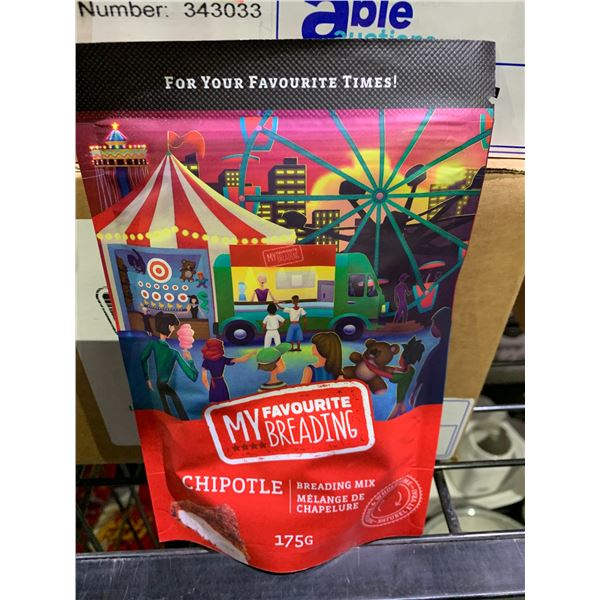 Number: 343033
able
auctions
FOR YOUR FAVOURITE TIMES!
MY FAVOURITE
BREADING
MY FAVOURITE
BREADING
CHIPOTLE
BREADING MIX
MÉLANGE DE
CHAPELURE
175G